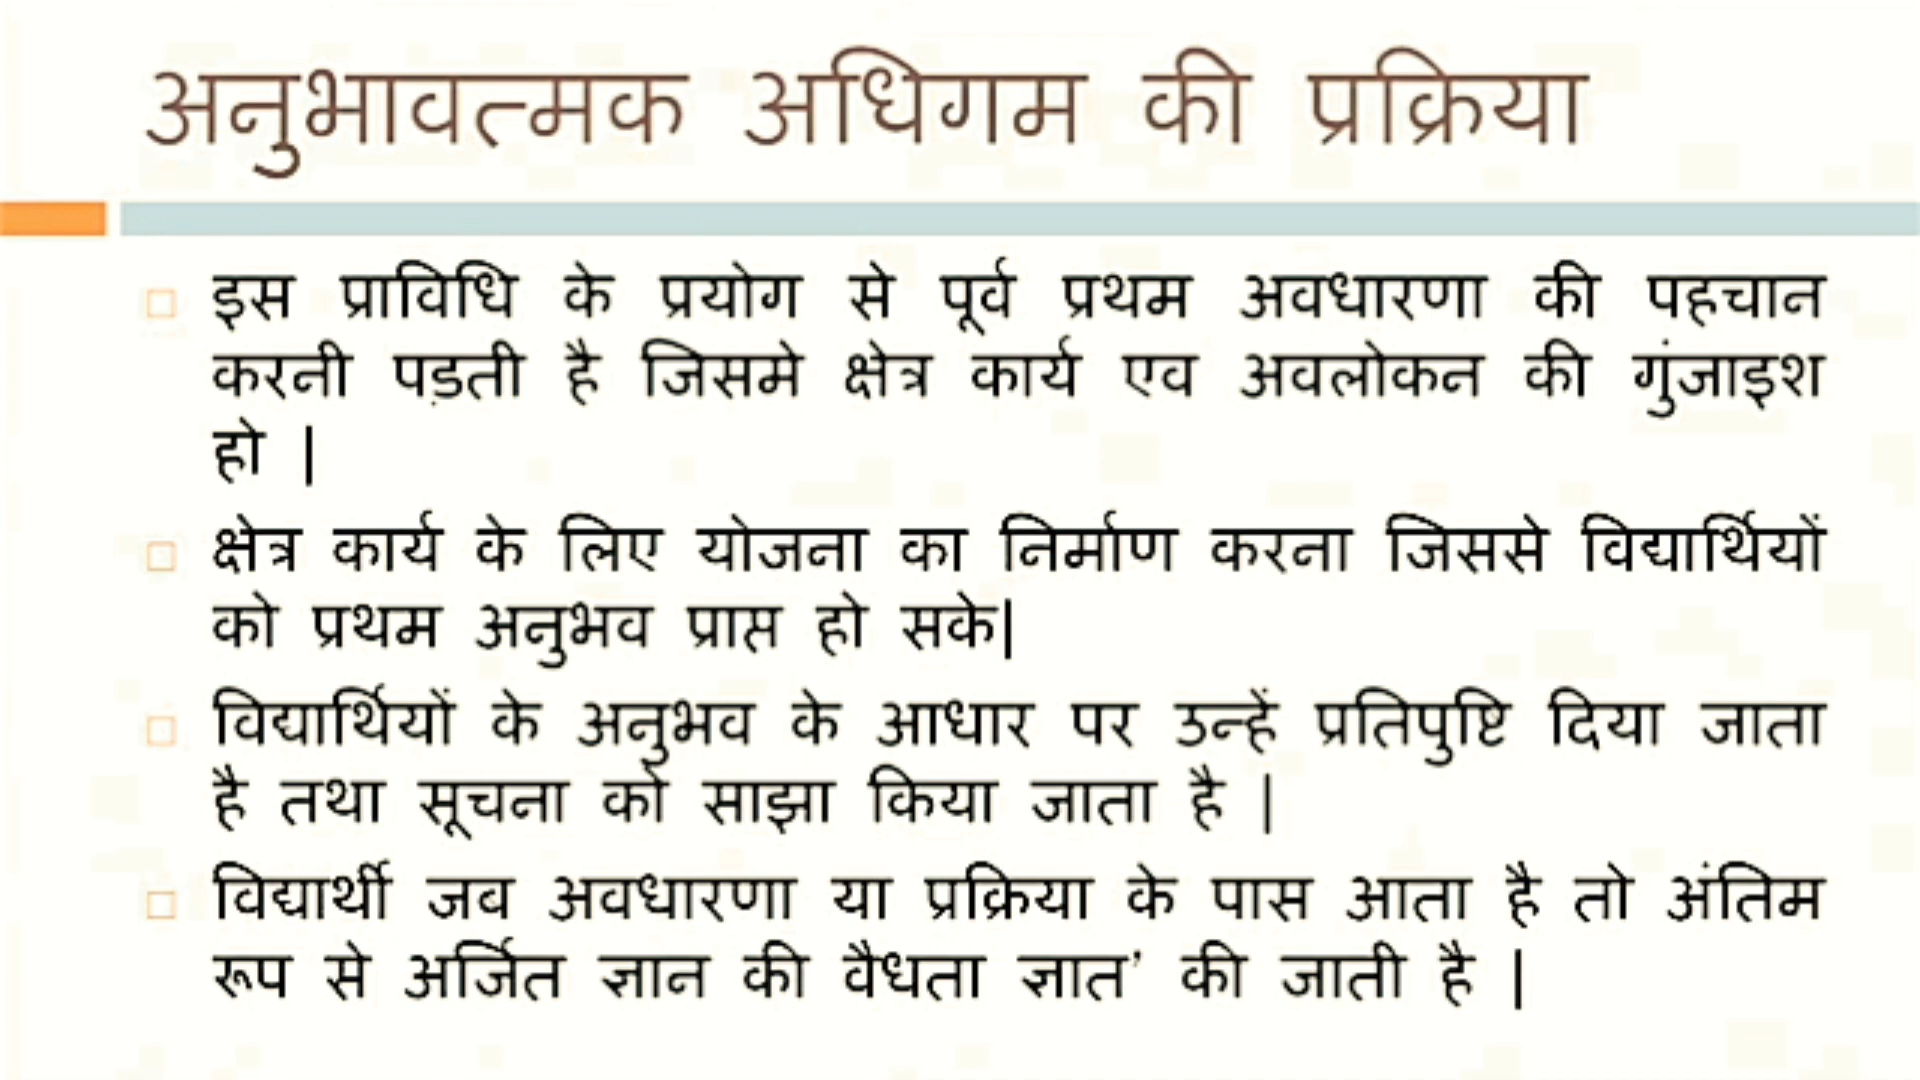 अनुभावत्मक अधिगम की प्रक्रिया
इस प्राविधि के प्रयोग से पूर्व प्रथम अवधारणा की पहचान
करनी पड़ती है जिसमे क्षेत्र कार्य एव अवलोकन की गुंजाइश
हो |
क्षेत्र कार्य के लिए योजना का निर्माण करना जिससे विद्यार्थियों
को प्रथम अनुभव प्राप्त हो सके|
विद्यार्थियों के अनुभव के आधार पर उन्हें प्रतिपुष्टि दिया जाता
है तथा सूचना को साझा किया जाता है |
विद्यार्थी जब अवधारणा या प्रक्रिया के पास आता है तो अंतिम
रूप से अर्जित ज्ञान की वैधता ज्ञात’ की जाती है |